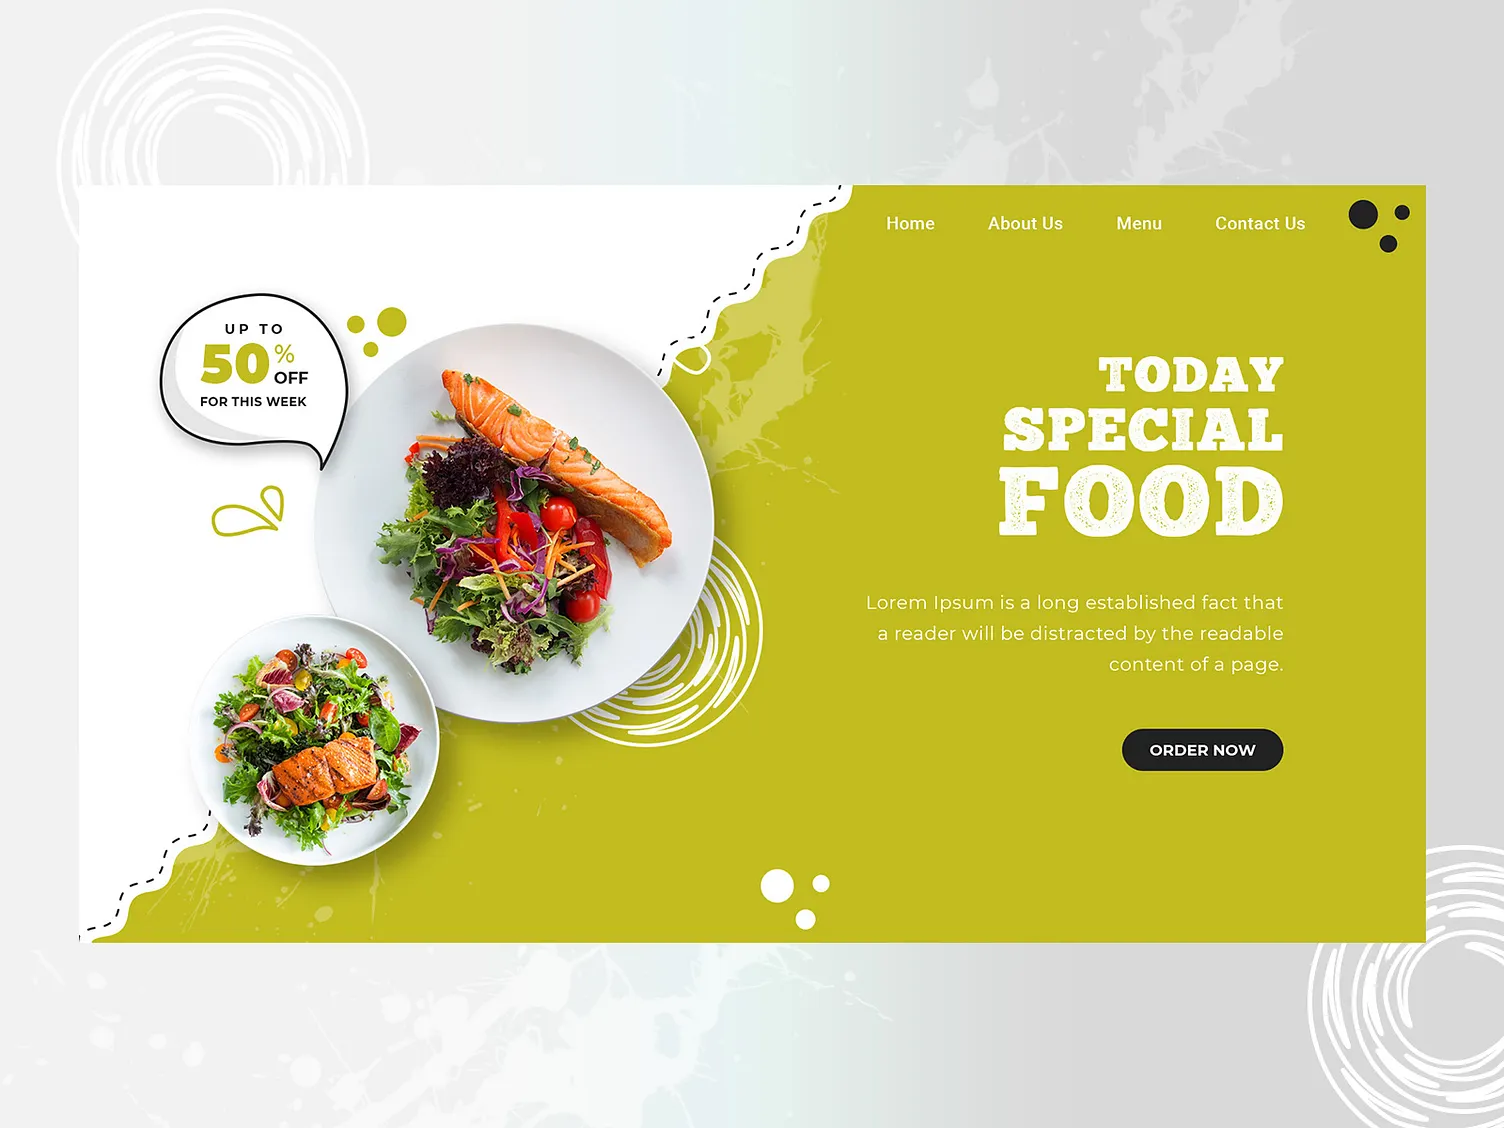 Home About Us Menu Contact Us
UP TO
50%
OFF
FOR THIS WEEK
TODAY
SPECIAL
FOOD
Lorem Ipsum is a long established fact that
a reader will be distracted by the readable
content of a page.
ORDER NOW